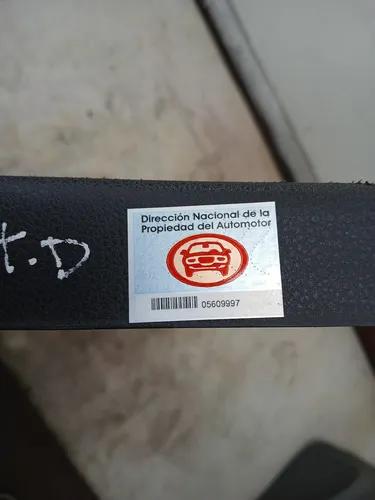 Dirección Nacional de la
Propiedad del Automotor
t.D
05609997